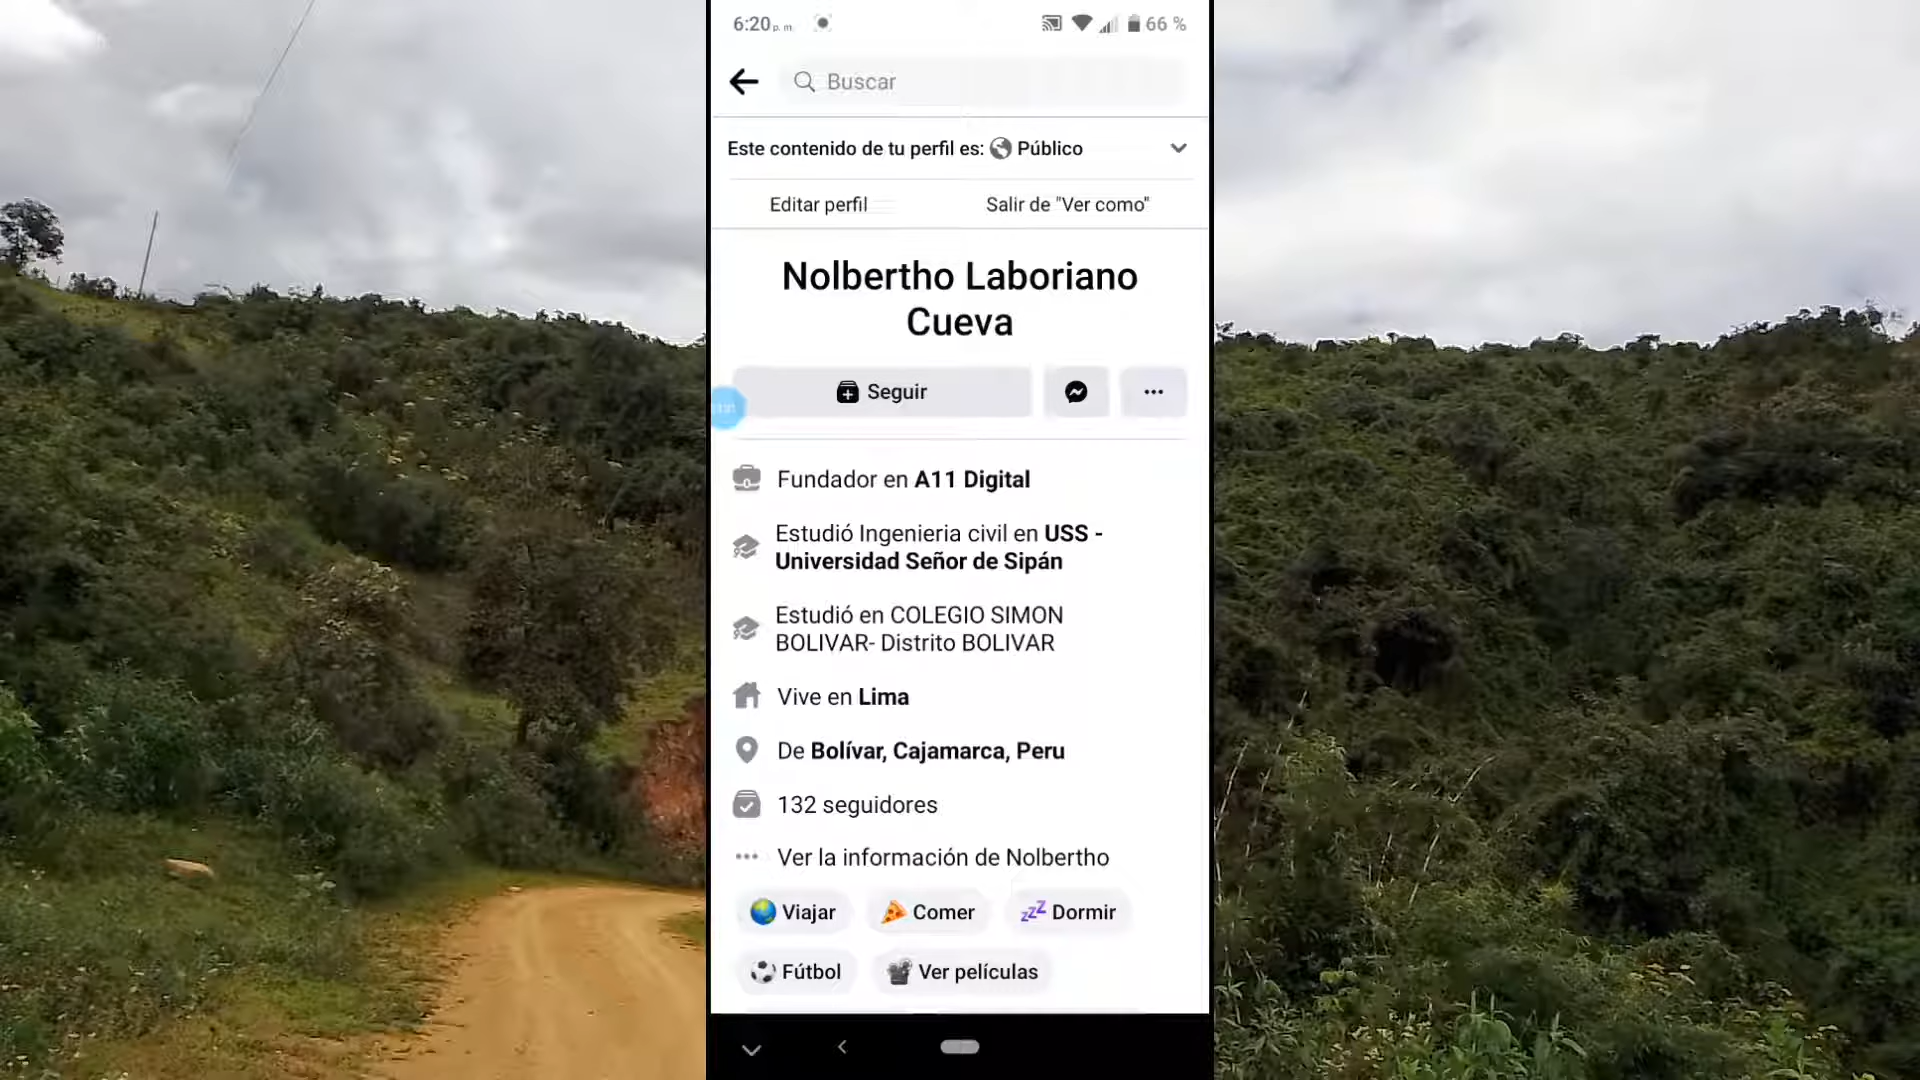 6:20 p. m.
66 %
Buscar
Este contenido de tu perfil es: Público
Editar perfil
Salir de "Ver como"
Nolbertho Laboriano
Cueva
Seguir
Fundador en A11 Digital
Estudió Ingenieria civil en USS -
Universidad Señor de Sipán
Estudió en COLEGIO SIMON
BOLIVAR- Distrito BOLIVAR
Vive en Lima
De Bolívar, Cajamarca, Peru
132 seguidores
Ver la información de Nolbertho
Viajar
Comer
Dormir
Fútbol
Ver películas